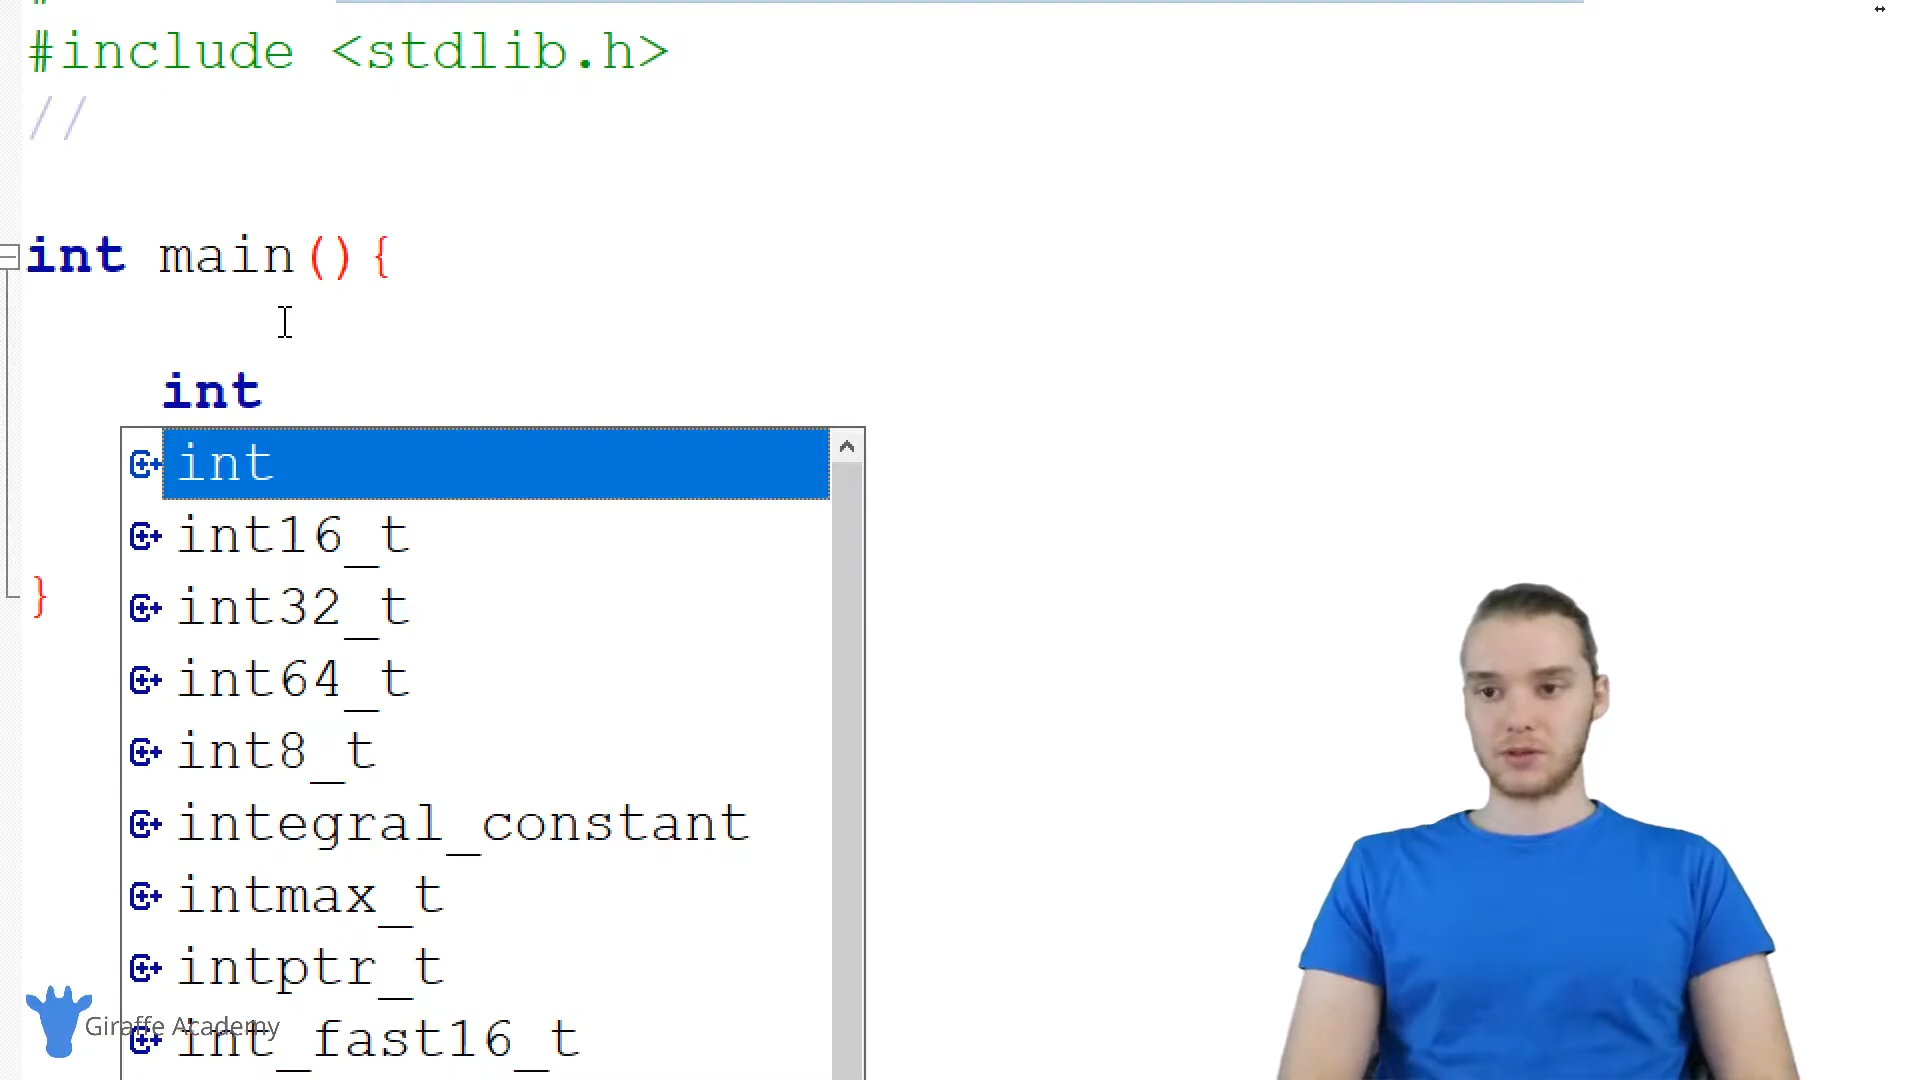 #include <stdlib.h>
//
int main(){
int
int
int16_t
int32_t
int64_t
int8_t
integral_constant
intmax_t
intptr_t
int_fast16_t
}
Giraffe Academy